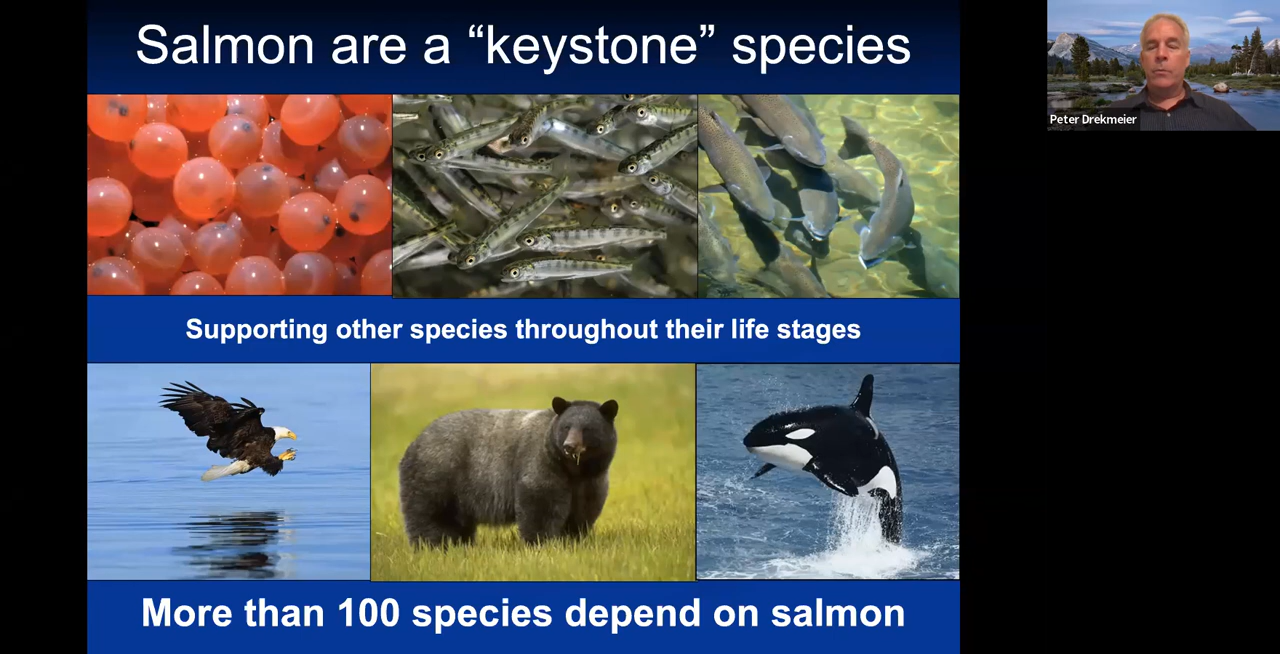 Salmon are a “keystone” species
Peter Drekmeier
Supporting other species throughout their life stages
More than 100 species depend on salmon